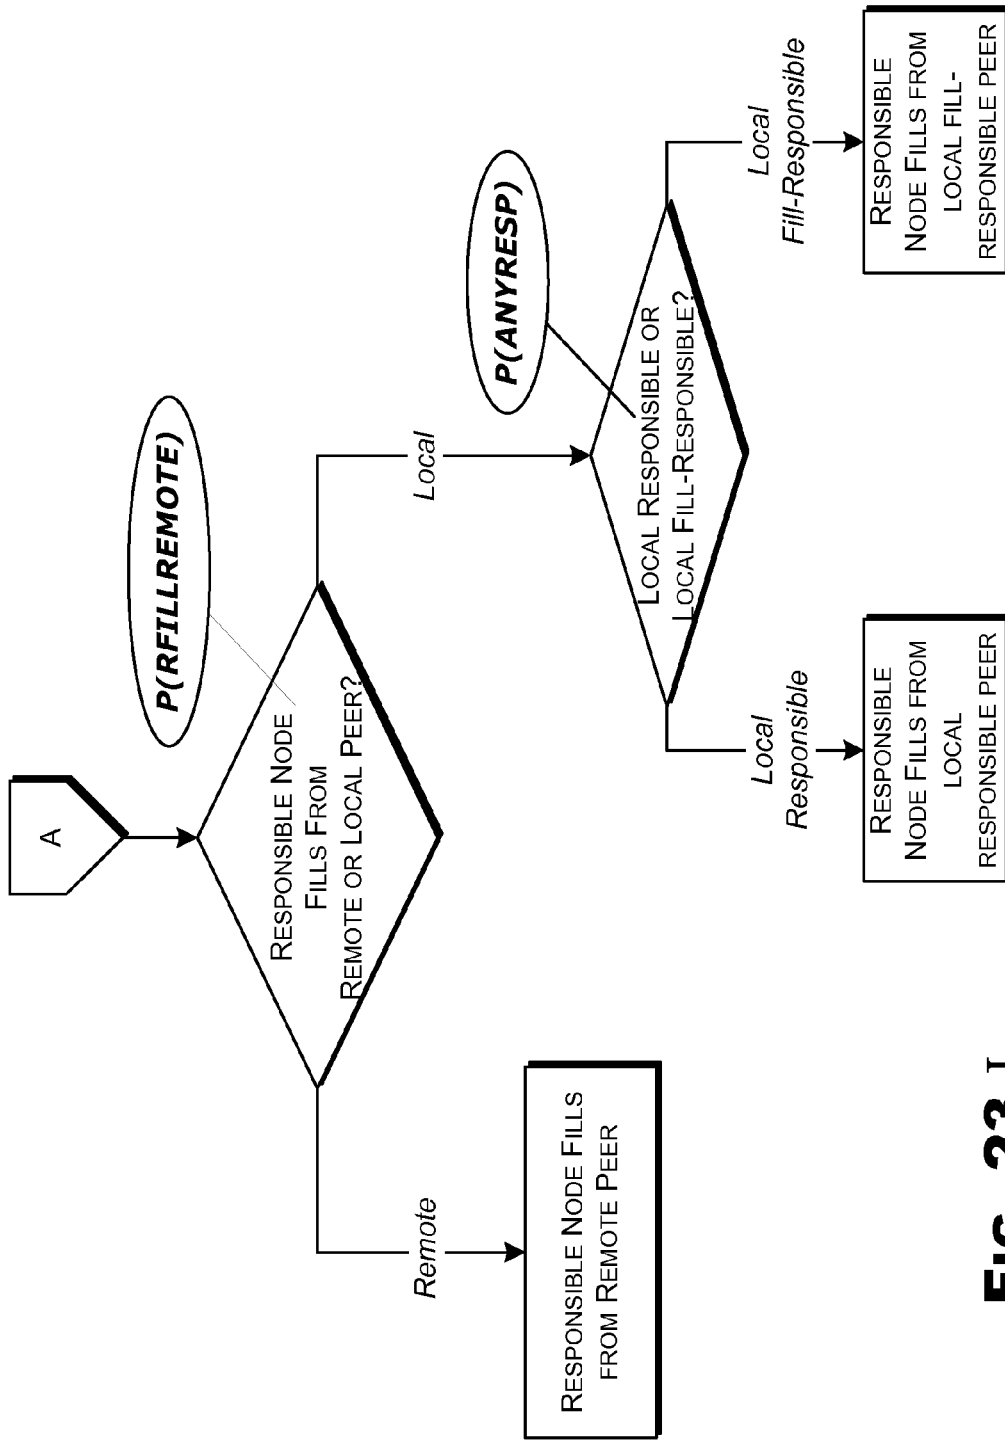 A
P(RFILLREMOTE)
RESPONSIBLE NODE
FILLS FROM
REMOTE OR LOCAL PEER?
Remote
Local
P(ANYRESP)
RESPONSIBLE NODE FILLS
FROM REMOTE PEER
LOCAL RESPONSIBLE OR
LOCAL FILL-RESPONSIBLE?
Local
Responsible
Local
Fill-Responsible
RESPONSIBLE
NODE FILLS FROM
LOCAL
RESPONSIBLE PEER
RESPONSIBLE
NODE FILLS FROM
LOCAL FILL-
RESPONSIBLE PEER
FIG. 23